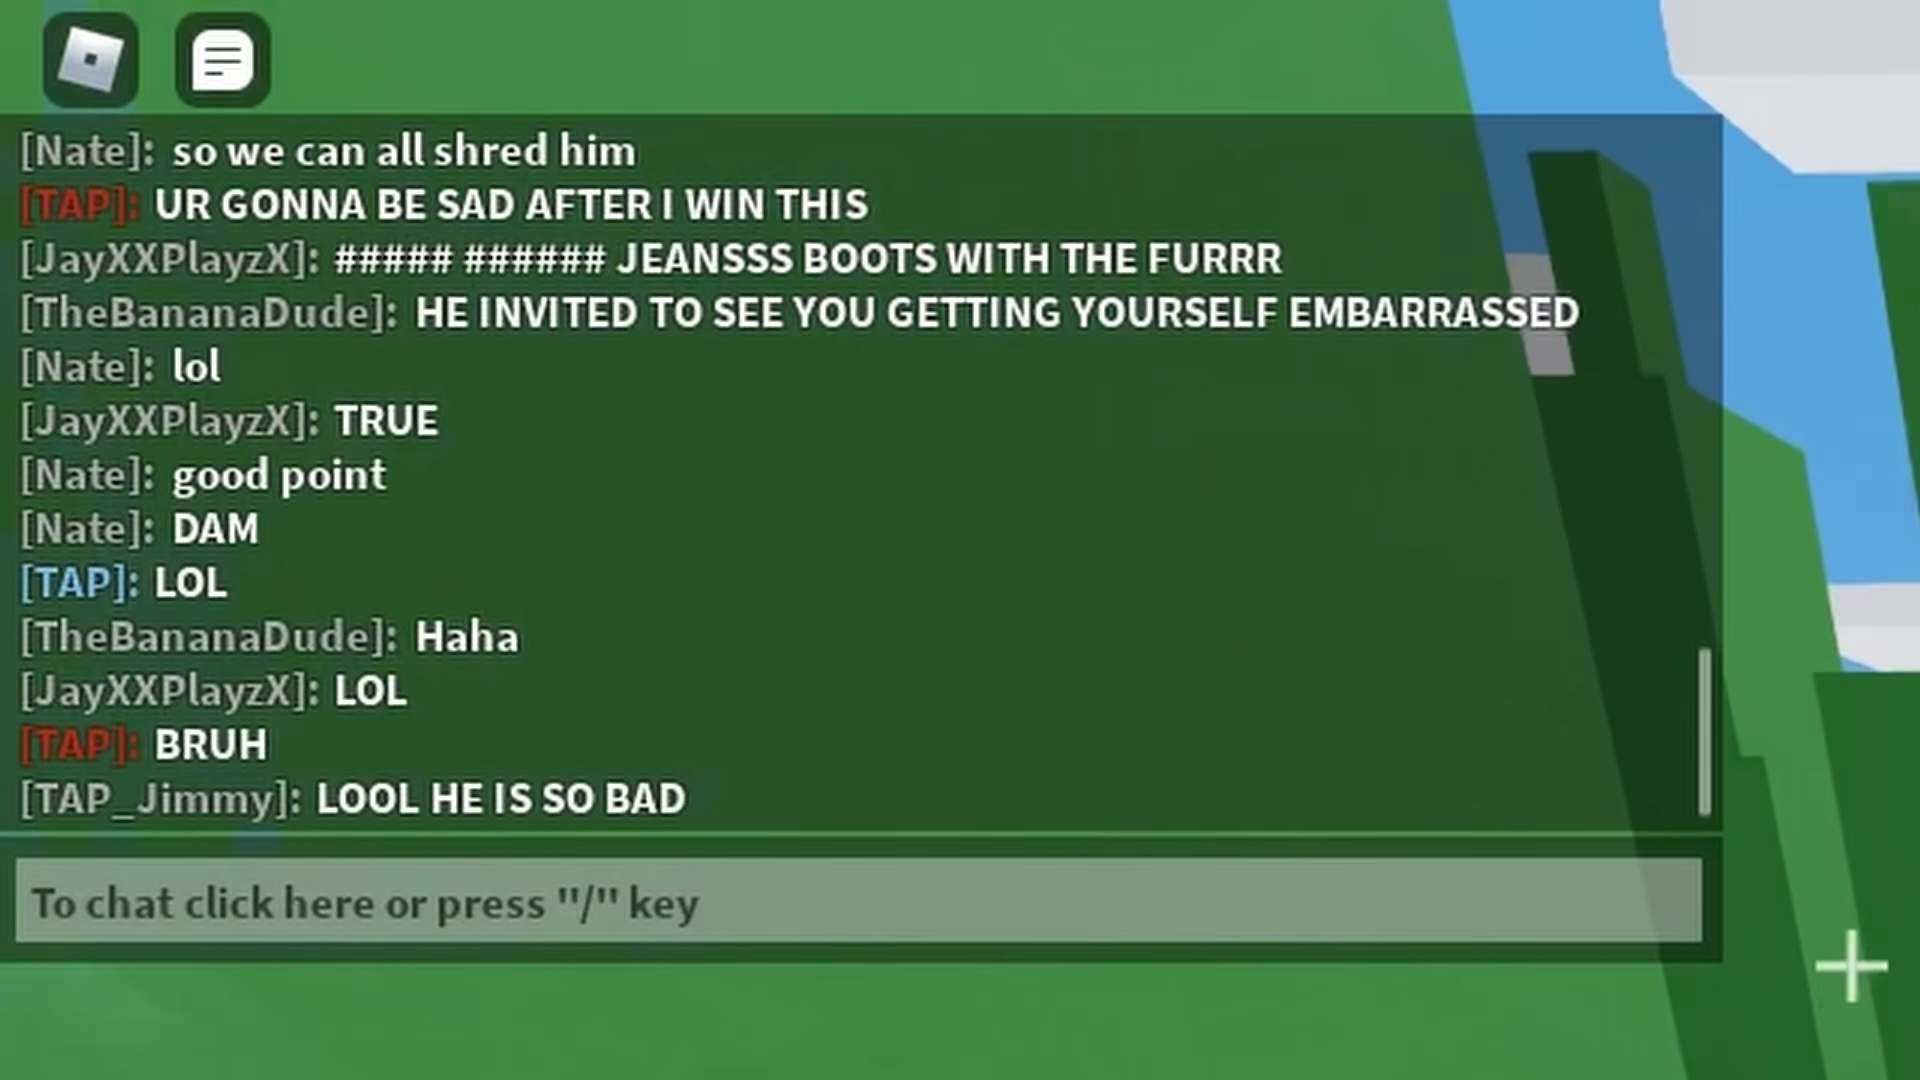 [Nate]: so we can all shred him
[TAP]: UR GONNA BE SAD AFTER I WIN THIS
[JayXXPlayzX]: ##### ###### JEANSSS BOOTS WITH THE FURRR
[TheBananaDude]: HE INVITED TO SEE YOU GETTING YOURSELF EMBARRASSED
[Nate]: lol
[JayXXPlayzX]: TRUE
[Nate]: good point
[Nate]: DAM
[TAP]: LOL
[TheBananaDude]: Haha
[JayXXPlayzX]: LOL
[TAP]: BRUH
[TAP_Jimmy]: LOOL HE IS SO BAD
To chat click here or press "/" key